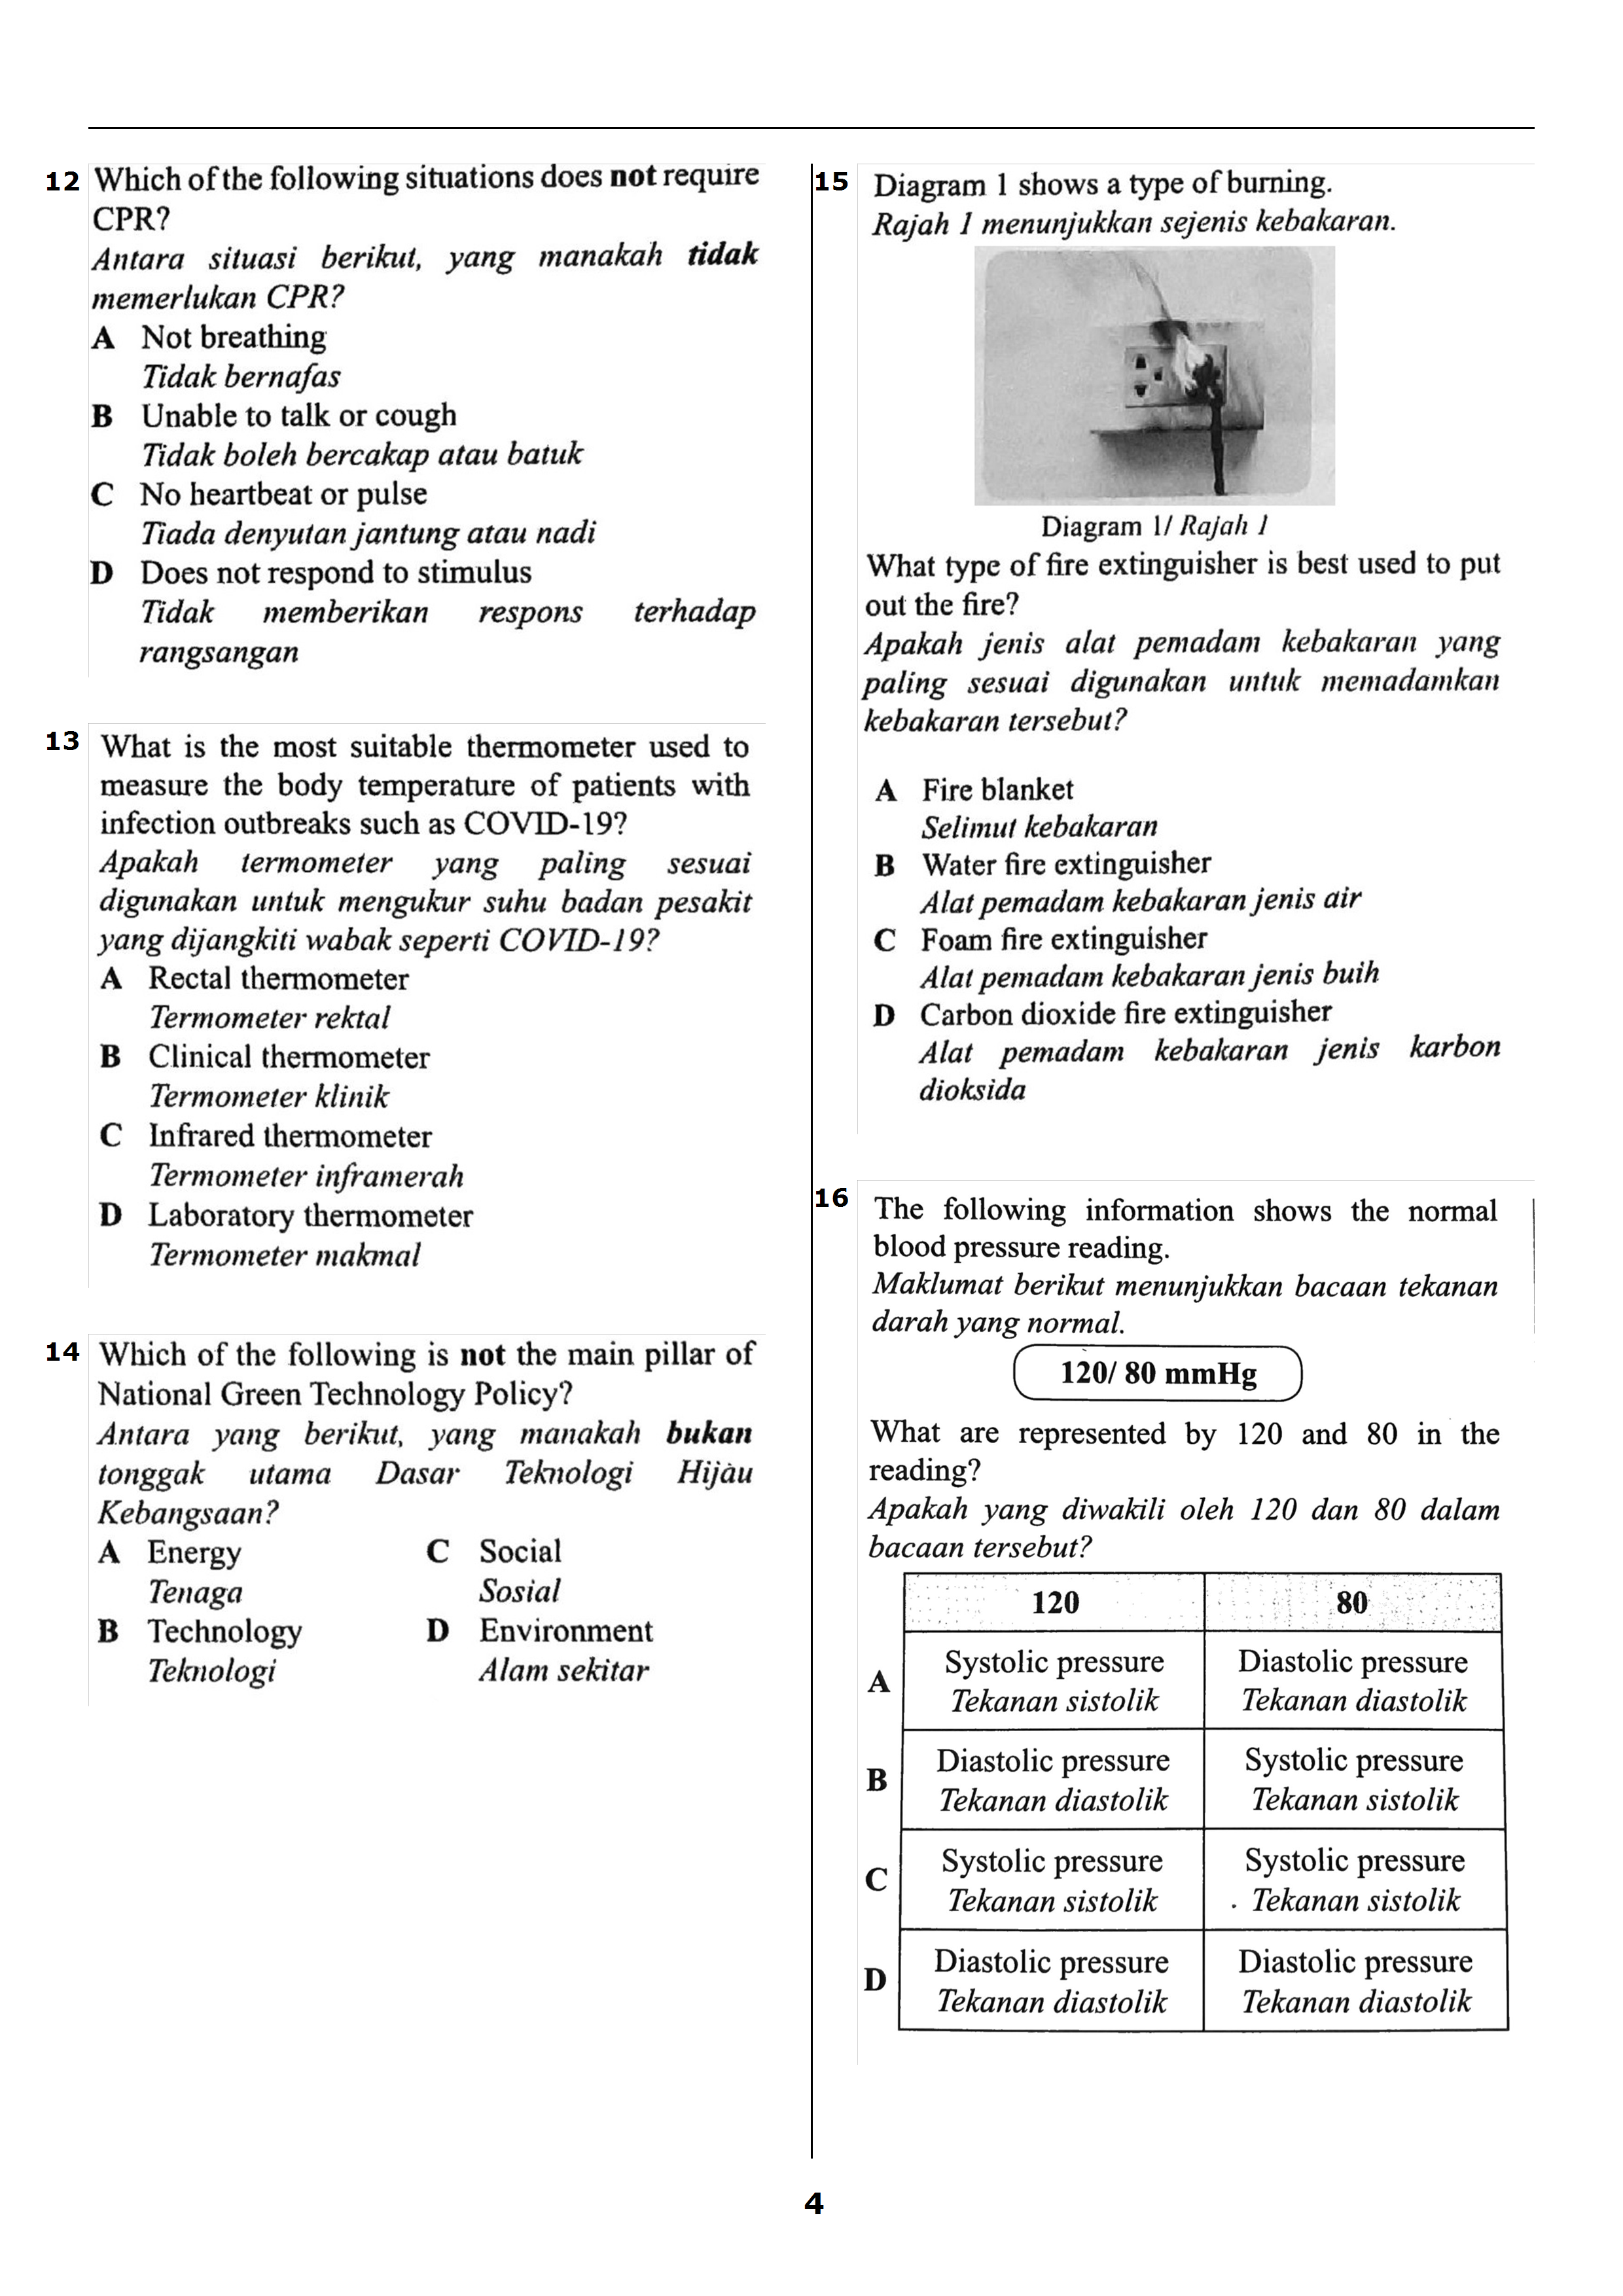 12 Which of the following situations does not require
CPR?
Antara situasi berikut, yang manakah tidak
memerlukan CPR?
A Not breathing
Tidak bernafas
B Unable to talk or cough
Tidak boleh bercakap atau batuk
C No heartbeat or pulse
Tiada denyutan jantung atau nadi
D Does not respond to stimulus
Tidak memberikan respons terhadap
rangsangan
13 What is the most suitable thermometer used to
measure the body temperature of patients with
infection outbreaks such as COVID-19?
Apakah termometer yang paling sesuai
digunakan untuk mengukur suhu badan pesakit
yang dijangkiti wabak seperti COVID-19?
A Rectal thermometer
Termometer rektal
B Clinical thermometer
Termometer klinik
C Infrared thermometer
Termometer inframerah
D Laboratory thermometer
Termometer makmal
14 Which of the following is not the main pillar of
National Green Technology Policy?
Antara yang berikut, yang manakah bukan
tonggak utama Dasar Teknologi Hijau
Kebangsaan?
A Energy C Social
Tenaga Sosial
B Technology D Environment
Teknologi Alam sekitar
15 Diagram 1 shows a type of burning.
Rajah 1 menunjukkan sejenis kebakaran.
Diagram 1/ Rajah 1
What type of fire extinguisher is best used to put
out the fire?
Apakah jenis alat pemadam kebakaran yang
paling sesuai digunakan untuk memadamkan
kebakaran tersebut?
A Fire blanket
Selimut kebakaran
B Water fire extinguisher
Alat pemadam kebakaran jenis air
C Foam fire extinguisher
Alat pemadam kebakaran jenis buih
D Carbon dioxide fire extinguisher
Alat pemadam kebakaran jenis karbon
dioksida
16 The following information shows the normal
blood pressure reading.
Maklumat berikut menunjukkan bacaan tekanan
darah yang normal.
120/ 80 mmHg
What are represented by 120 and 80 in the
reading?
Apakah yang diwakili oleh 120 dan 80 dalam
bacaan tersebut?
120 80
A Systolic pressure Diastolic pressure
Tekanan sistolik Tekanan diastolik
B Diastolic pressure Systolic pressure
Tekanan diastolik Tekanan sistolik
C Systolic pressure Systolic pressure
Tekanan sistolik Tekanan sistolik
D Diastolic pressure Diastolic pressure
Tekanan diastolik Tekanan diastolik
4